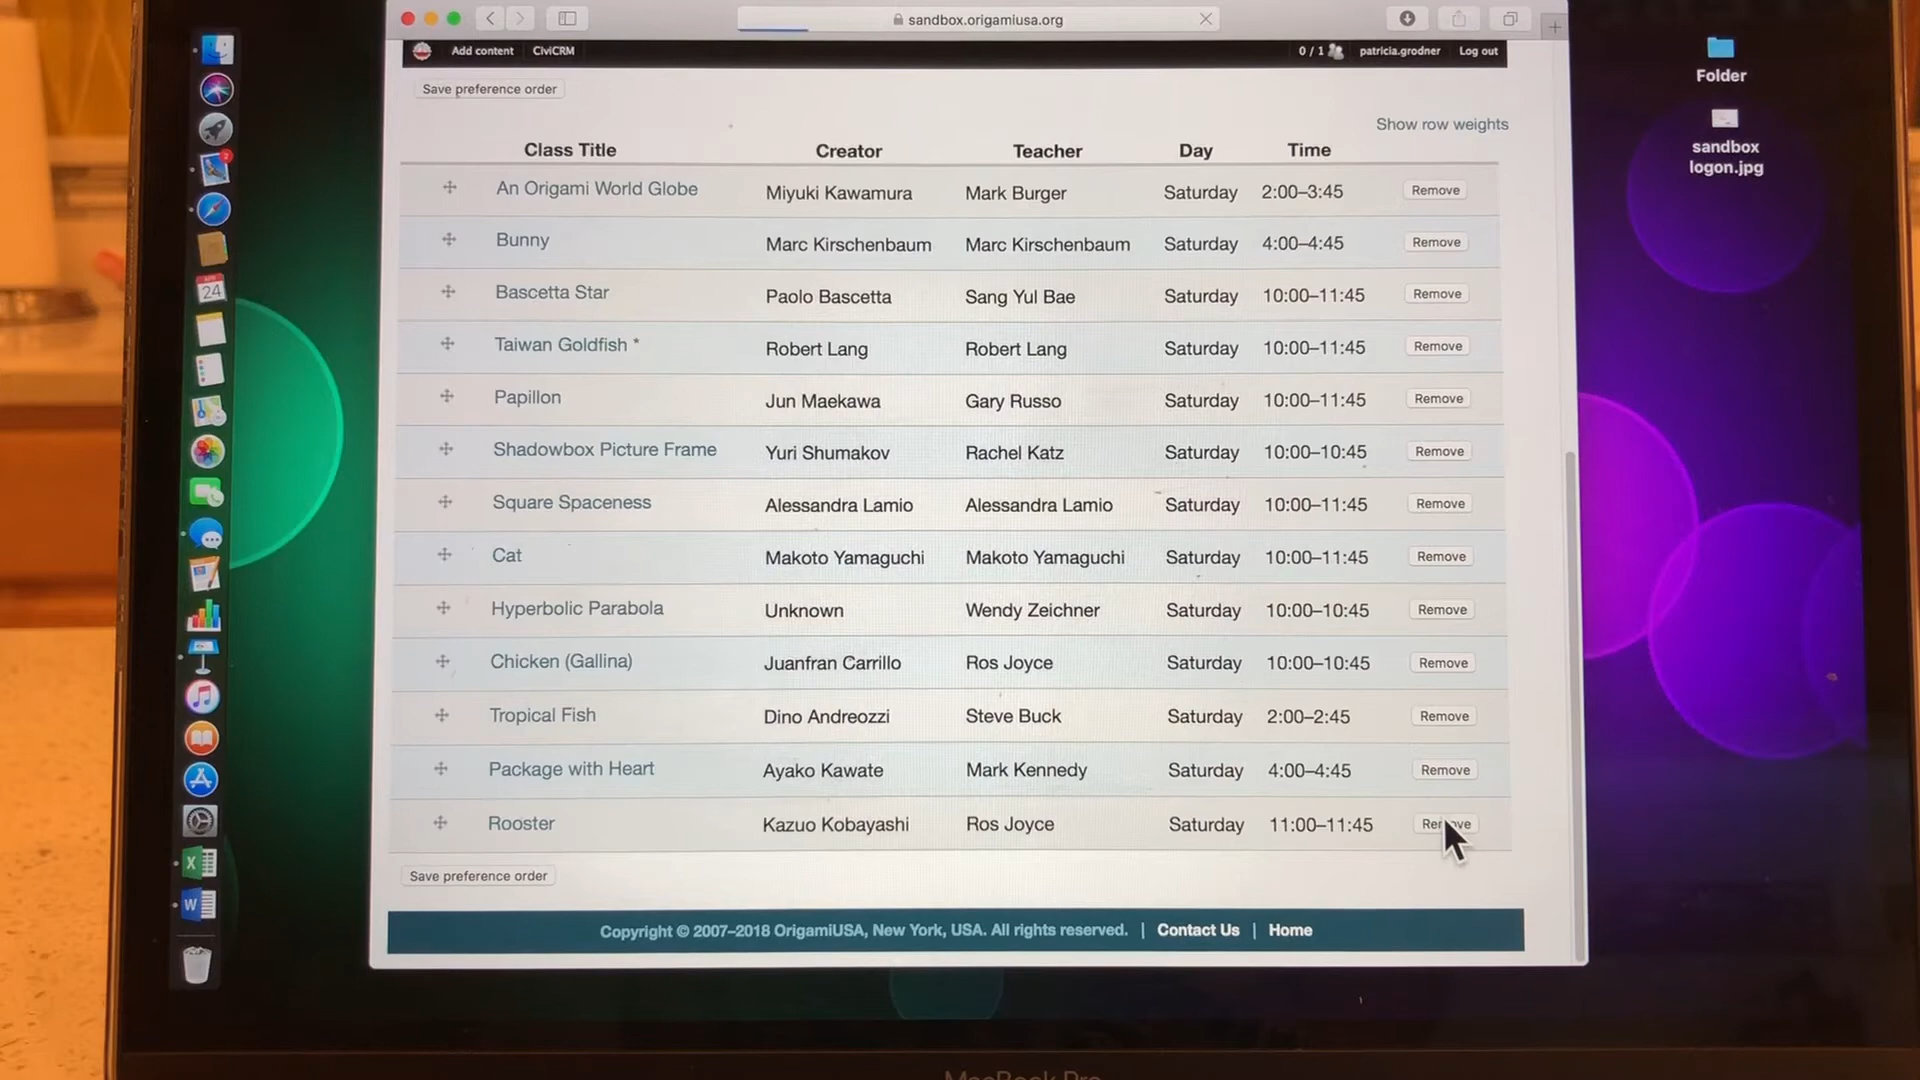 sandbox.origamiusa.org
Add content CiviCRM 0 / 1 patricia.grodner Log out
Save preference order
Show row weights
Class Title Creator Teacher Day Time
An Origami World Globe Miyuki Kawamura Mark Burger Saturday 2:00–3:45 Remove
Bunny Marc Kirschenbaum Marc Kirschenbaum Saturday 4:00–4:45 Remove
Bascetta Star Paolo Bascetta Sang Yul Bae Saturday 10:00–11:45 Remove
Taiwan Goldfish * Robert Lang Robert Lang Saturday 10:00–11:45 Remove
Papillon Jun Maekawa Gary Russo Saturday 10:00–11:45 Remove
Shadowbox Picture Frame Yuri Shumakov Rachel Katz Saturday 10:00–10:45 Remove
Square Spaceness Alessandra Lamio Alessandra Lamio Saturday 10:00–11:45 Remove
Cat Makoto Yamaguchi Makoto Yamaguchi Saturday 10:00–11:45 Remove
Hyperbolic Parabola Unknown Wendy Zeichner Saturday 10:00–10:45 Remove
Chicken (Gallina) Juanfran Carrillo Ros Joyce Saturday 10:00–10:45 Remove
Tropical Fish Dino Andreozzi Steve Buck Saturday 2:00–2:45 Remove
Package with Heart Ayako Kawate Mark Kennedy Saturday 4:00–4:45 Remove
Rooster Kazuo Kobayashi Ros Joyce Saturday 11:00–11:45 Remove
Save preference order
Copyright © 2007–2018 OrigamiUSA, New York, USA. All rights reserved. | Contact Us | Home
Folder
sandbox
logon.jpg
24
2
X
W
MacBook Pro